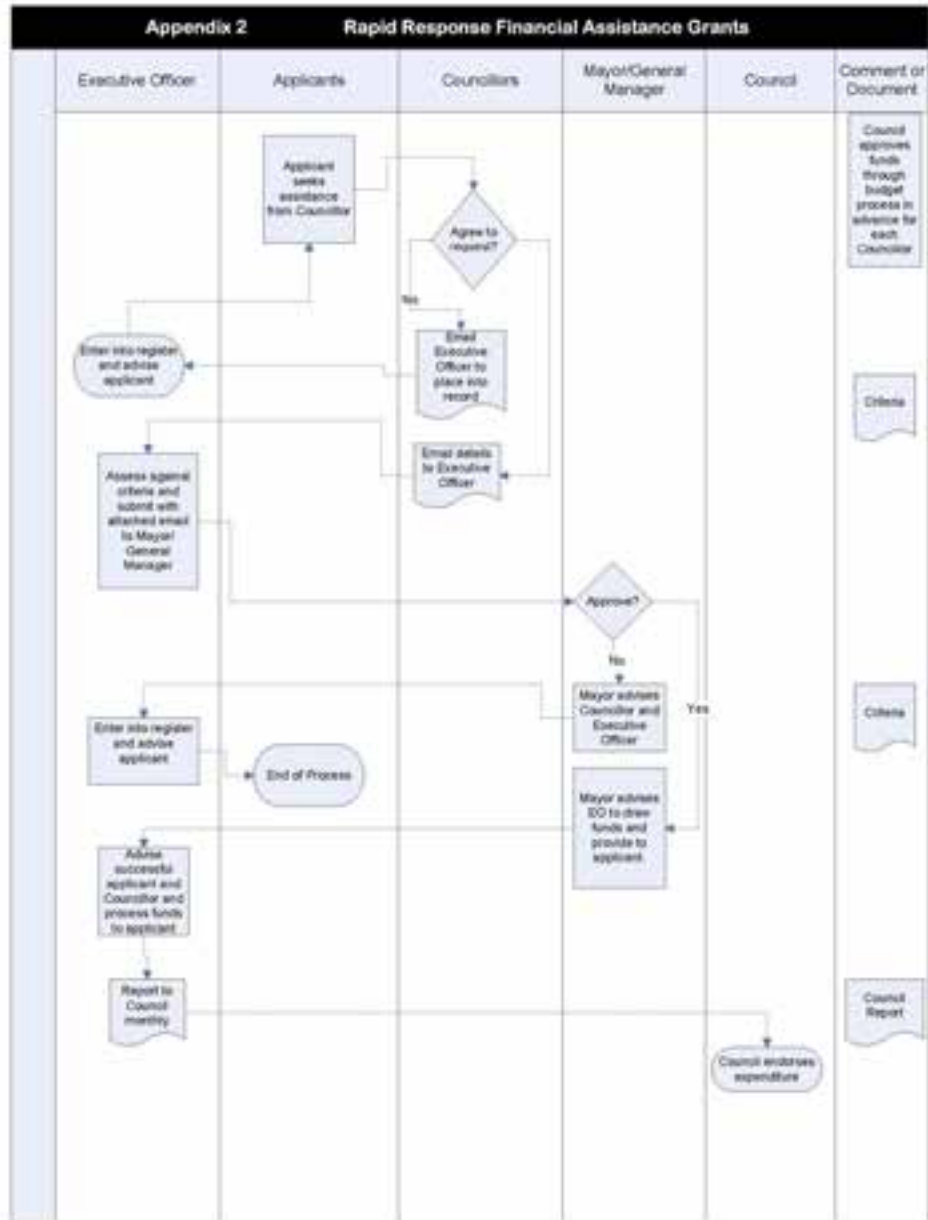 Appendix 2 Rapid Response Financial Assistance Grants
Executive Officer
Applicants
Councillors
Mayor/General
Manager
Council
Comment or
Document
Applicant
seeks
assistance
from Councillor
Agree to
request?
Council
approves
funds
through
budget
process in
advance for
each
Councillor
No
Enter into register
and advise
applicant
Email
Executive
Officer to
place into
record
Criteria
Email details
to Executive
Officer
Assess against
criteria and
submit with
attached email
to Mayor/
General
Manager
Approve?
No
Mayor advises
Councillor and
Executive
Officer
Yes
Criteria
Enter into register
and advise
applicant
End of Process
Mayor advises
EO to draw
funds and
provide to
applicant.
Advise
successful
applicant and
Councillor and
process funds
to applicant
Report to
Council
monthly
Council
Report
Council endorses
expenditure